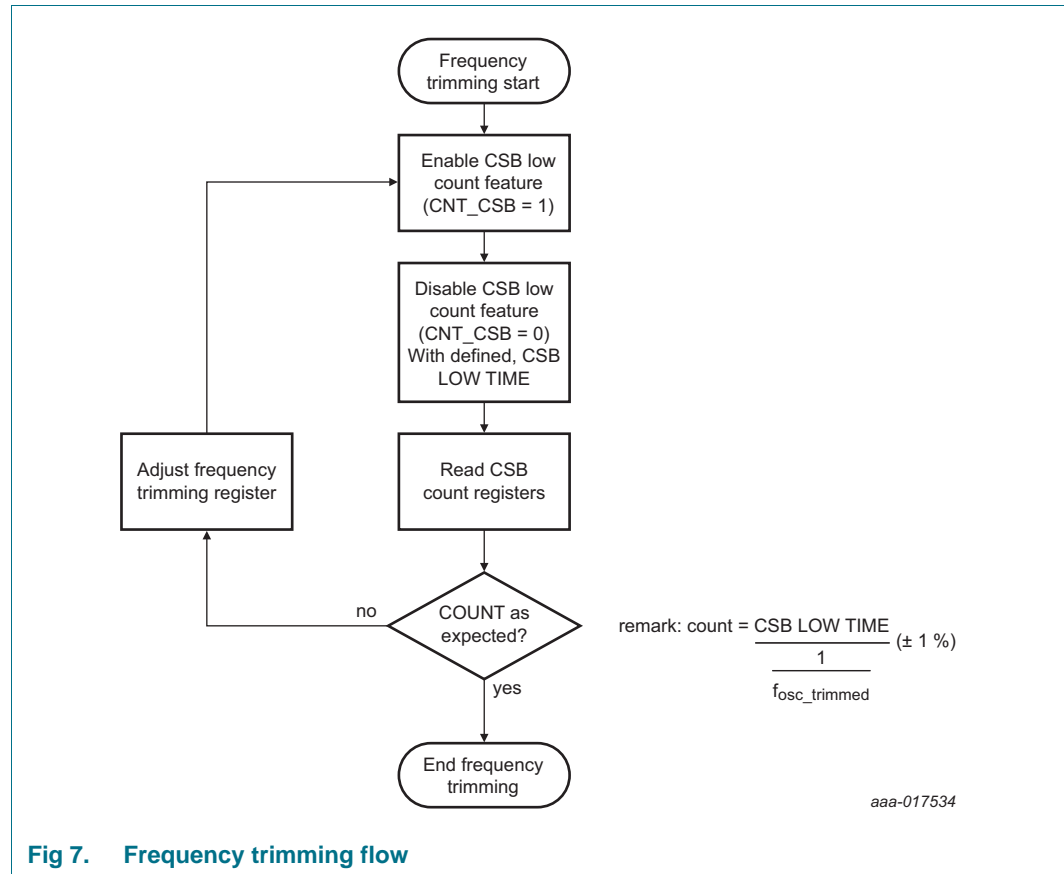 Frequency
trimming start
Enable CSB low
count feature
(CNT_CSB = 1)
Disable CSB low
count feature
(CNT_CSB = 0)
With defined, CSB
LOW TIME
Adjust frequency
trimming register
Read CSB
count registers
no
COUNT as
expected?
remark: count = CSB LOW TIME (± 1 %)
1
fosc_trimmed
yes
End frequency
trimming
aaa-017534
Fig 7. Frequency trimming flow